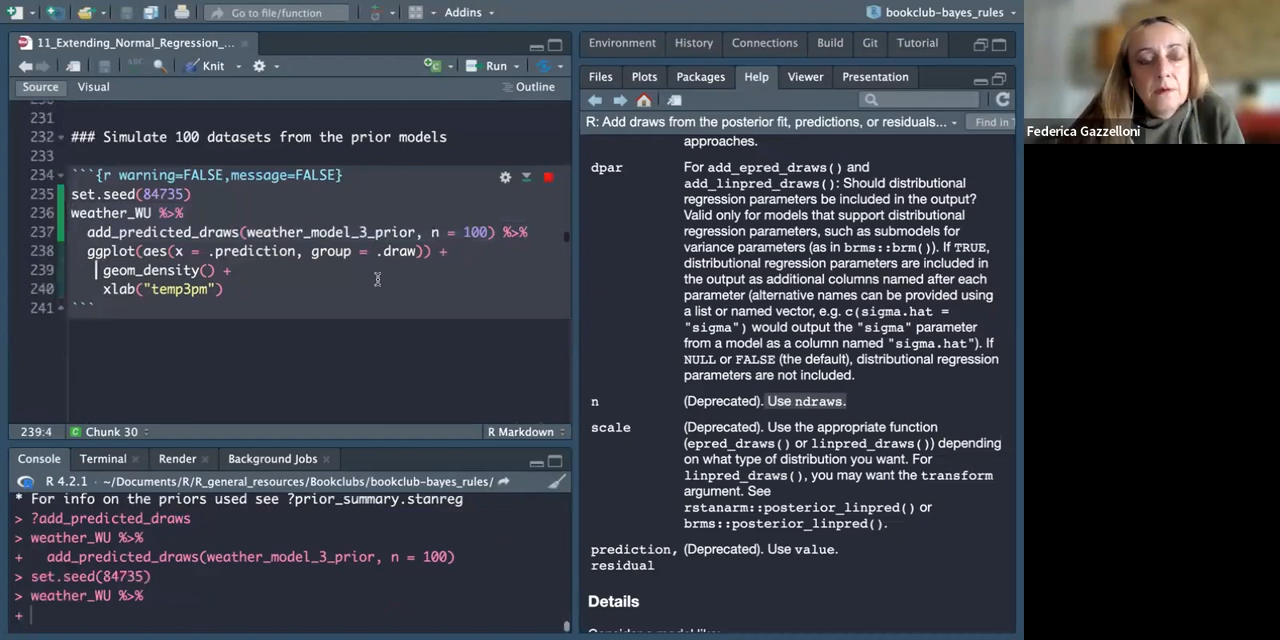 Go to file/function
Addins
bookclub-bayes_rules
11_Extending_Normal_Regression_...
Knit
Run
Source
Visual
Outline
231
232 ### Simulate 100 datasets from the prior models
233
234 ```{r warning=FALSE,message=FALSE}
235 set.seed(84735)
236 weather_WU %>%
237 add_predicted_draws(weather_model_3_prior, n = 100) %>%
238 ggplot(aes(x = .prediction, group = .draw)) +
239 geom_density() +
240 xlab("temp3pm")
241 ```
239:4
Chunk 30
R Markdown
Console
Terminal
Render
Background Jobs
R 4.2.1 · ~/Documents/R/R_general_resources/Bookclubs/bookclub-bayes_rules/
* For info on the priors used see ?prior_summary.stanreg
> ?add_predicted_draws
> weather_WU %>%
+ add_predicted_draws(weather_model_3_prior, n = 100)
> set.seed(84735)
> weather_WU %>%
+
Environment
History
Connections
Build
Git
Tutorial
Files
Plots
Packages
Help
Viewer
Presentation
R: Add draws from the posterior fit, predictions, or residuals...
Find in T
approaches.
dpar
For add_epred_draws() and
add_linpred_draws(): Should distributional
regression parameters be included in the output?
Valid only for models that support distributional
regression parameters, such as submodels for
variance parameters (as in brms::brm()). If TRUE,
distributional regression parameters are included in
the output as additional columns named after each
parameter (alternative names can be provided using
a list or named vector, e.g. c(sigma.hat =
"sigma") would output the "sigma" parameter
from a model as a column named "sigma.hat"). If
NULL or FALSE (the default), distributional regression
parameters are not included.
n
(Deprecated). Use ndraws.
scale
(Deprecated). Use the appropriate function
(epred_draws() or linpred_draws()) depending
on what type of distribution you want. For
linpred_draws(), you may want the transform
argument. See
rstanarm::posterior_linpred() or
brms::posterior_linpred().
prediction,
residual
(Deprecated). Use value.
Details
Federica Gazzelloni